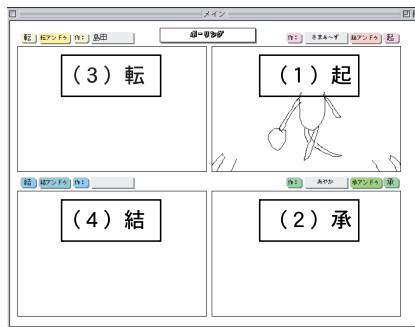 メイン
転 転アンドゥ 作： 島田
ボーリング
作： さまぁ〜ず 起アンドゥ 起
（3）転
（1）起
結 結アンドゥ 作：
作： あやか 承アンドゥ 承
（4）結
（2）承